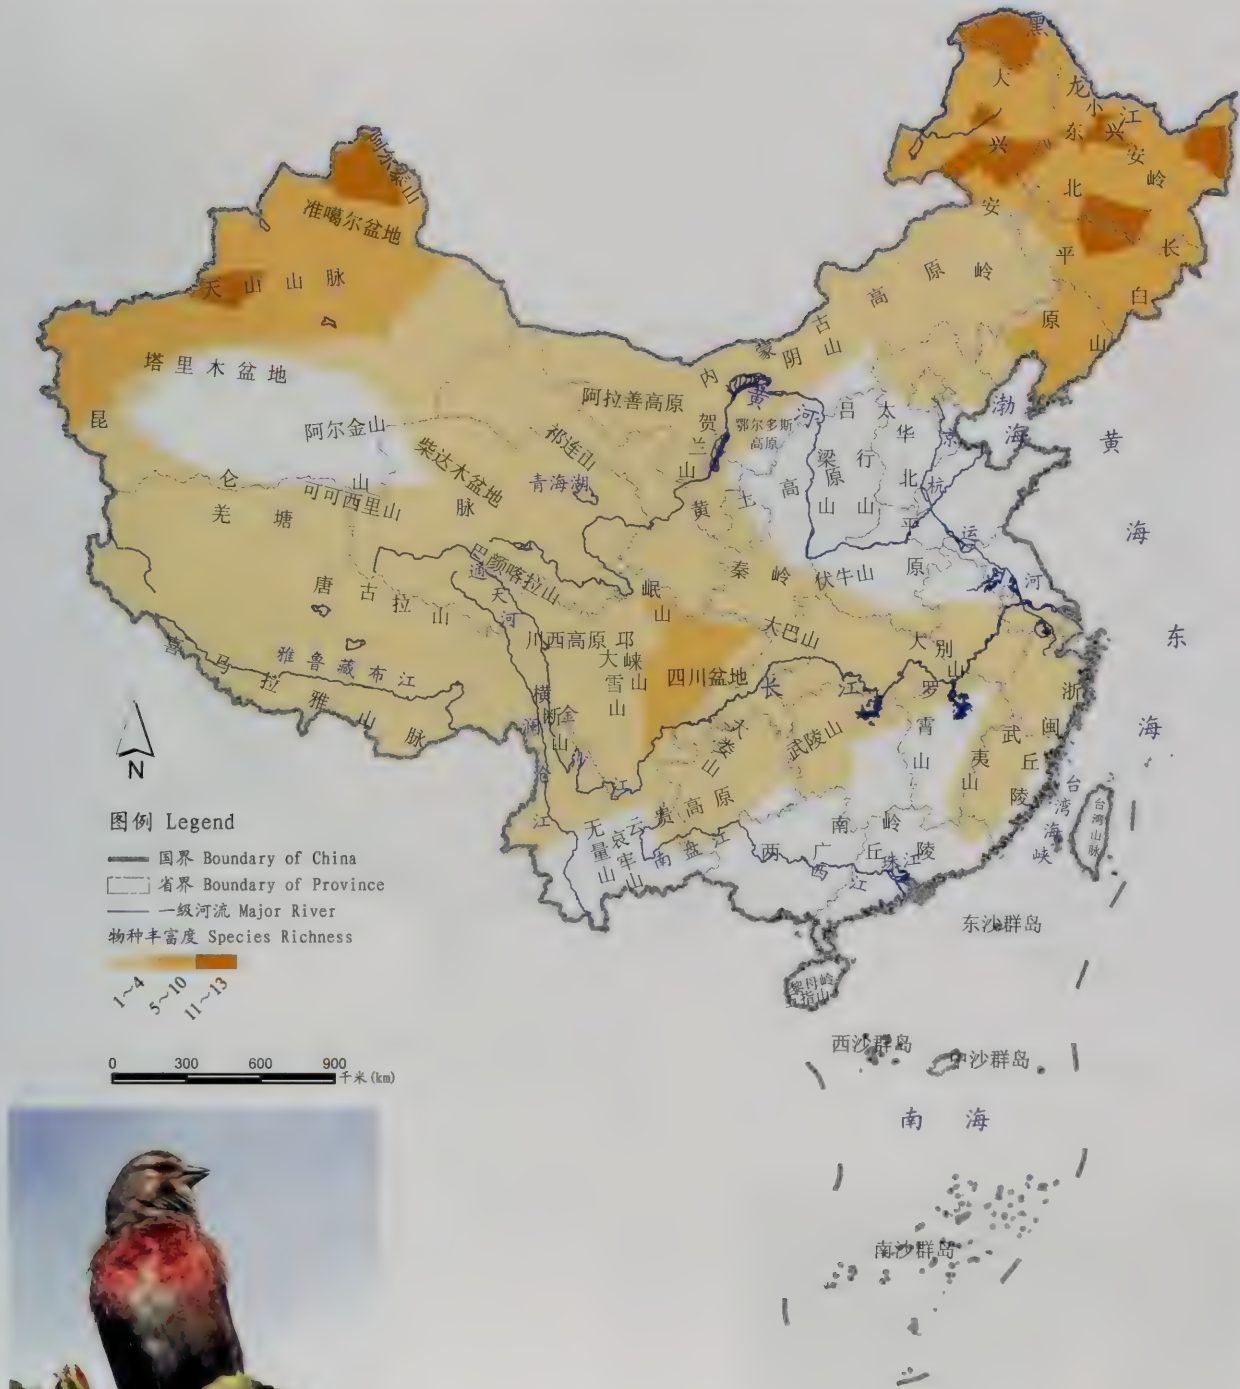 黑
龙
江
大
兴
安
岭
小
兴
安
岭
东
北
平
原
长
白
山
阿尔泰山
准噶尔盆地
天山山脉
塔里木盆地
昆
仑
山
脉
阿尔金山
柴达木盆地
祁连山
青海湖
可可西里山
羌塘
阿拉善高原
内
蒙
古
高
原
阴山
贺
兰
山
黄
河
鄂尔多斯
高原
吕
梁
山
太
行
山
华
北
平
原
京
杭
运
河
渤
海
黄
海
东
海
黄
土
高
原
秦岭
伏牛山
巴颜喀拉山
通
天
河
唐古拉山
岷
山
川西高原
邛
崃
山
大
雪
山
四川盆地
大巴山
大别
山
长江
喜马拉雅山脉
雅鲁藏布江
横
断
山
金
沙
江
澜
沧
江
大
娄
山
武陵山
罗
霄
山
武
夷
山
浙
闽
丘
陵
云
贵高原
无
量
山
哀
牢
山
南盘江
南岭
两广丘陵
西江
珠江
台
湾
海
峡
台
湾
山
脉
黎母岭
五指山
东沙群岛
西沙群岛
中沙群岛
南海
南沙群岛
N
图例 Legend
国界 Boundary of China
省界 Boundary of Province
一级河流 Major River
物种丰富度 Species Richness
1~4
5~10
11~13
0 300 600 900
千米(km)